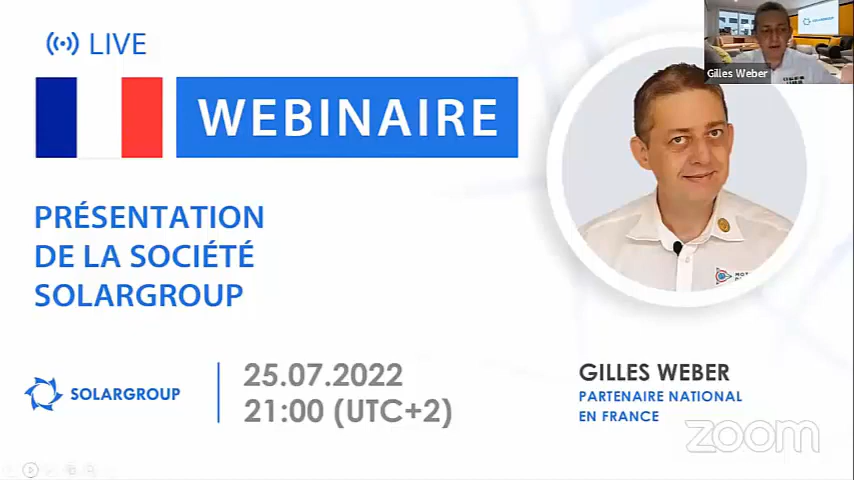 LIVE
WEBINAIRE
PRÉSENTATION
DE LA SOCIÉTÉ
SOLARGROUP
SOLARGROUP
25.07.2022
21:00 (UTC+2)
GILLES WEBER
PARTENAIRE NATIONAL
EN FRANCE
zoom
Gilles Weber
SOLARGROUP